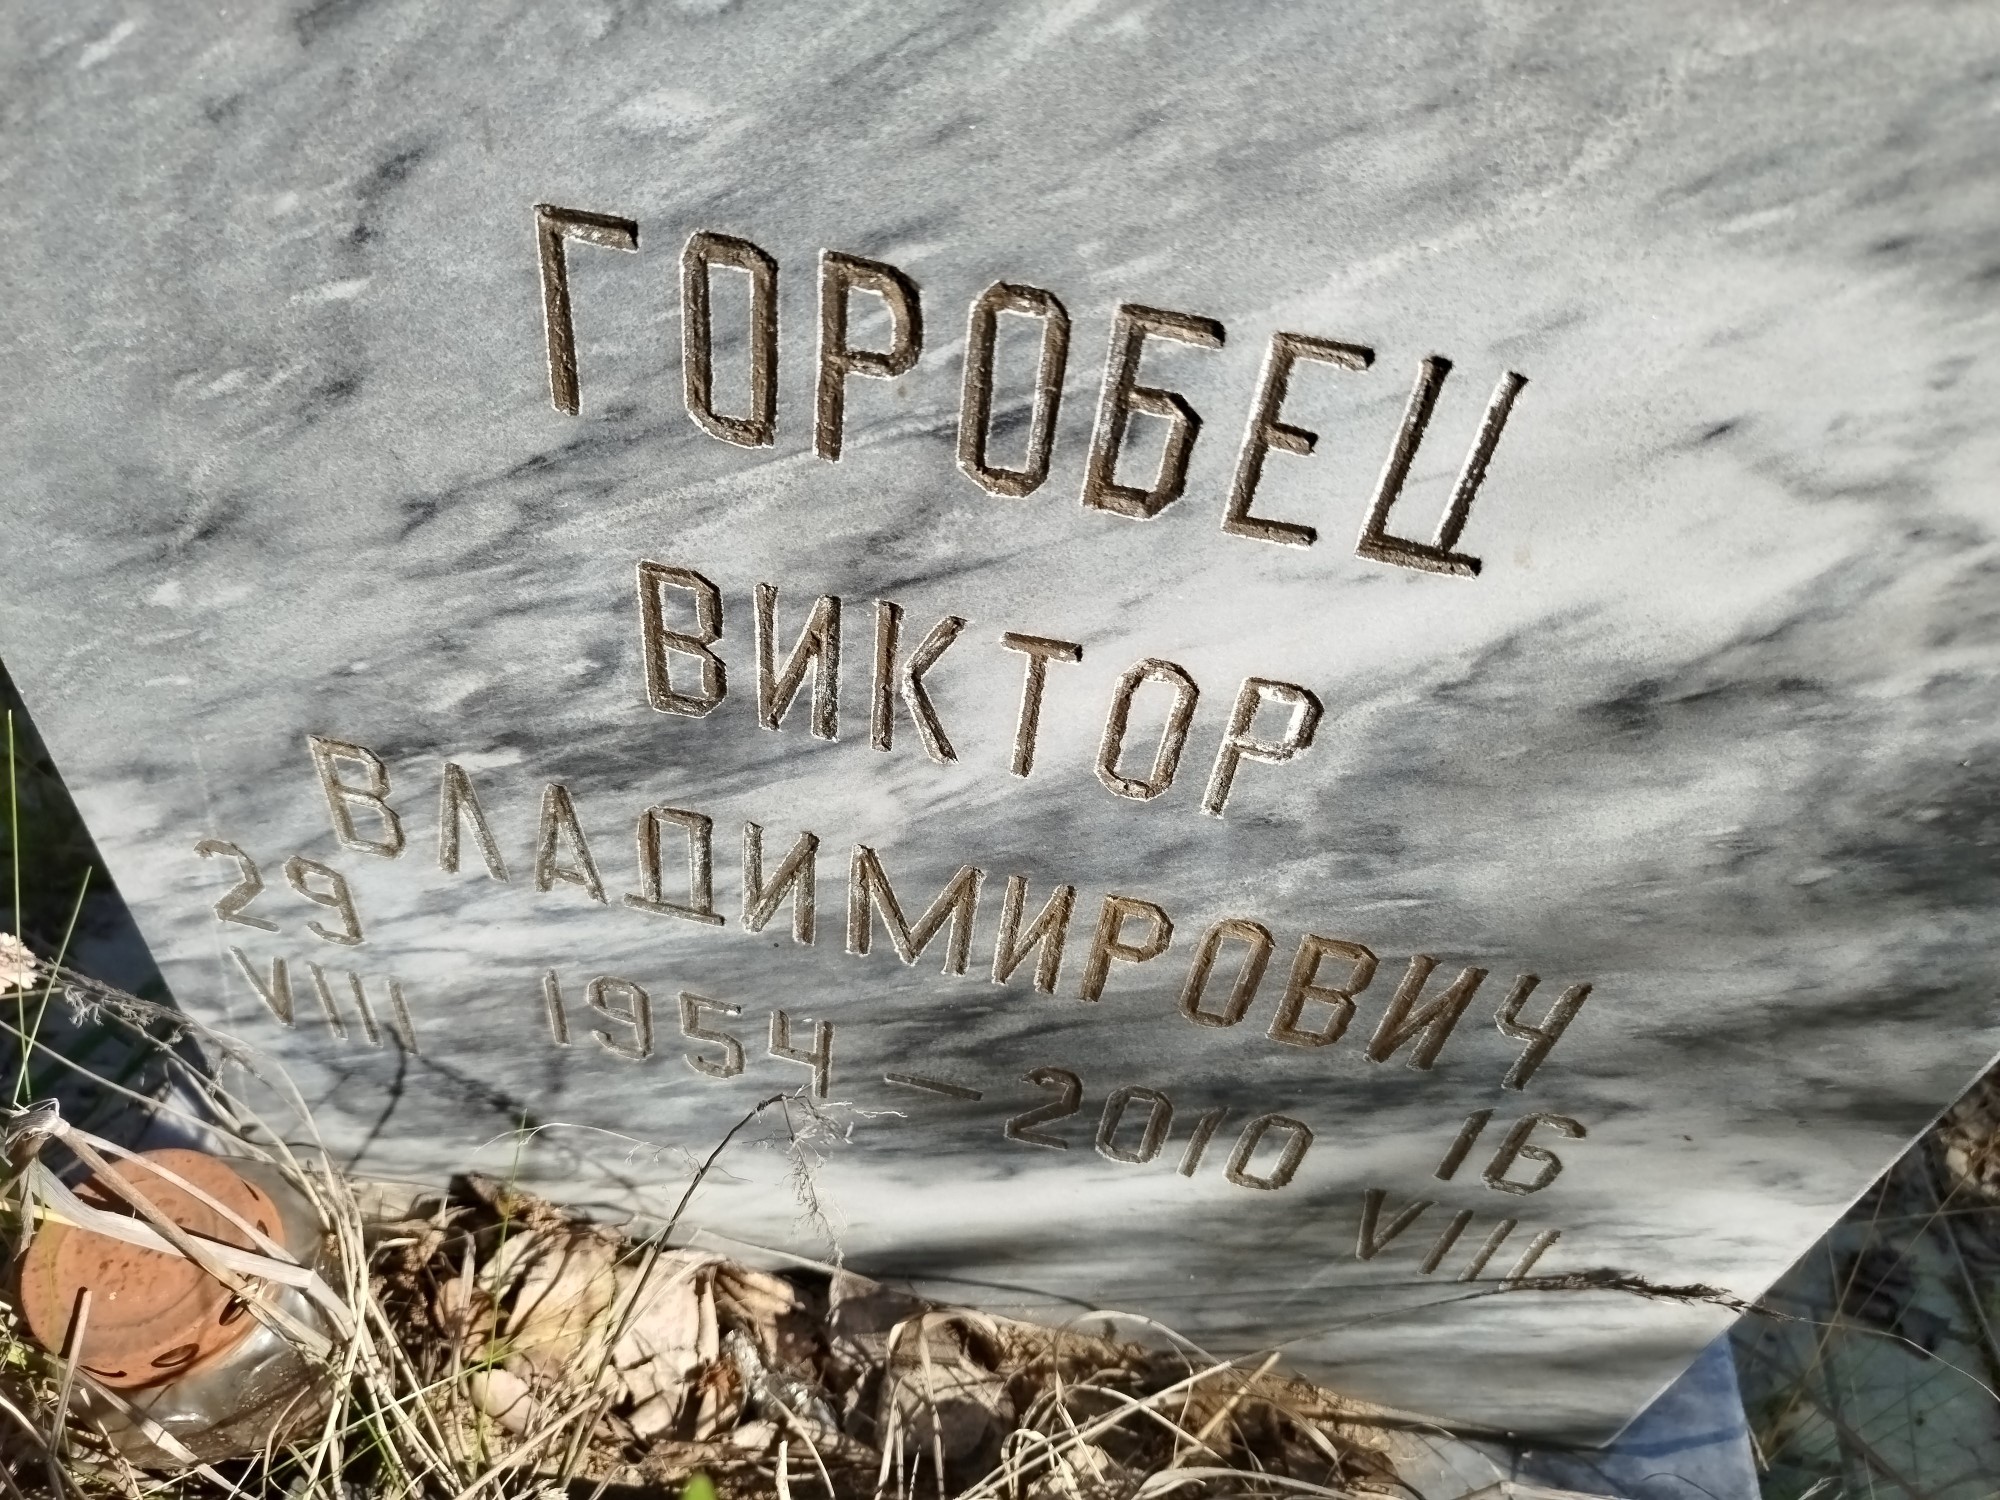 ГОРОБЕЦ
ВИКТОР
ВЛАДИМИРОВИЧ
29 VIII 1954 — 2010 16 VIII